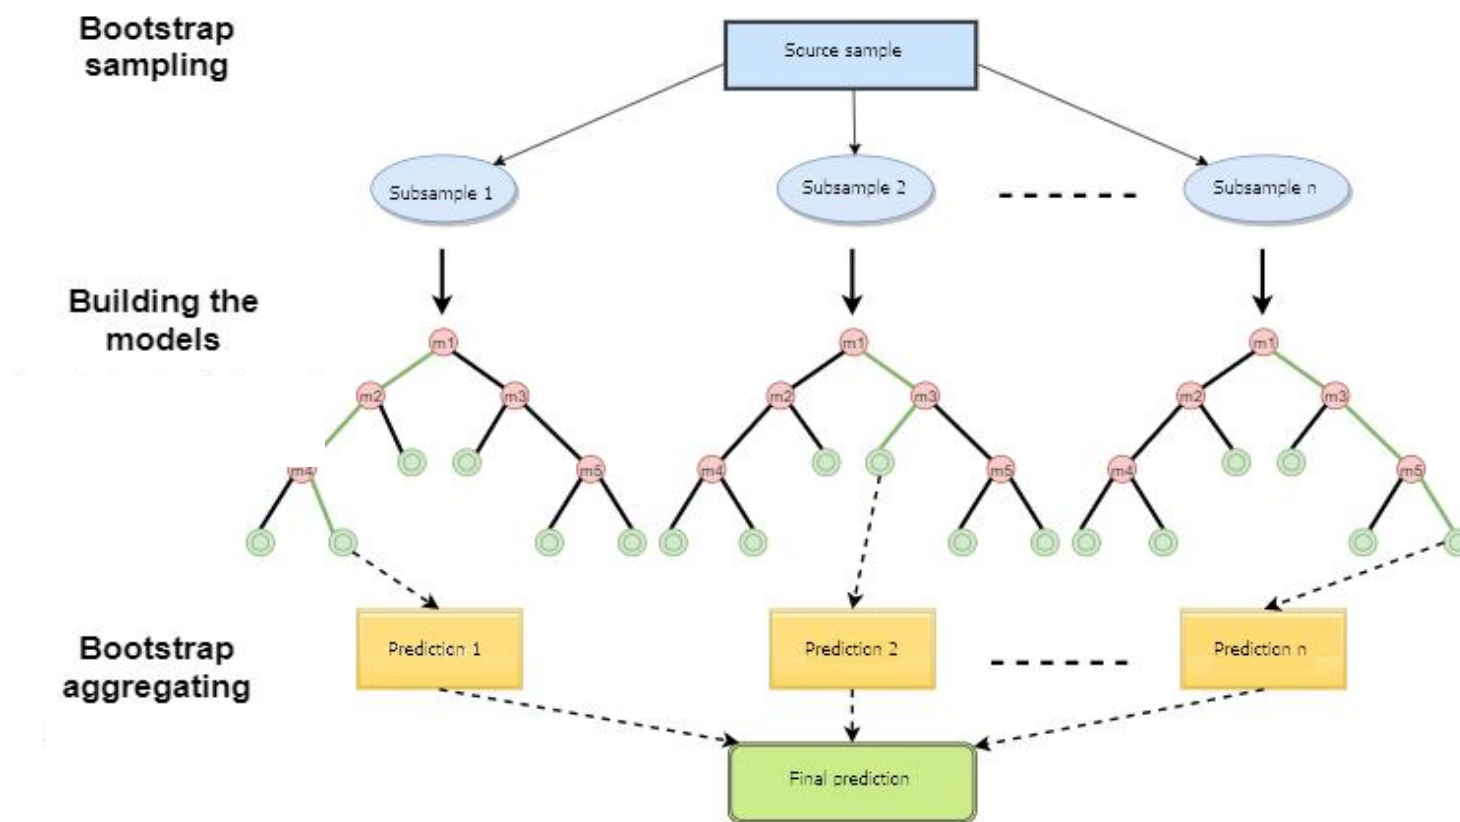 Bootstrap
sampling
Source sample
Subsample 1
Subsample 2
Subsample n
Building the
models
m1
m1
m1
m2
m3
m2
m3
m2
m3
m4
m5
m4
m5
m4
m5
Bootstrap
aggregating
Prediction 1
Prediction 2
Prediction n
Final prediction